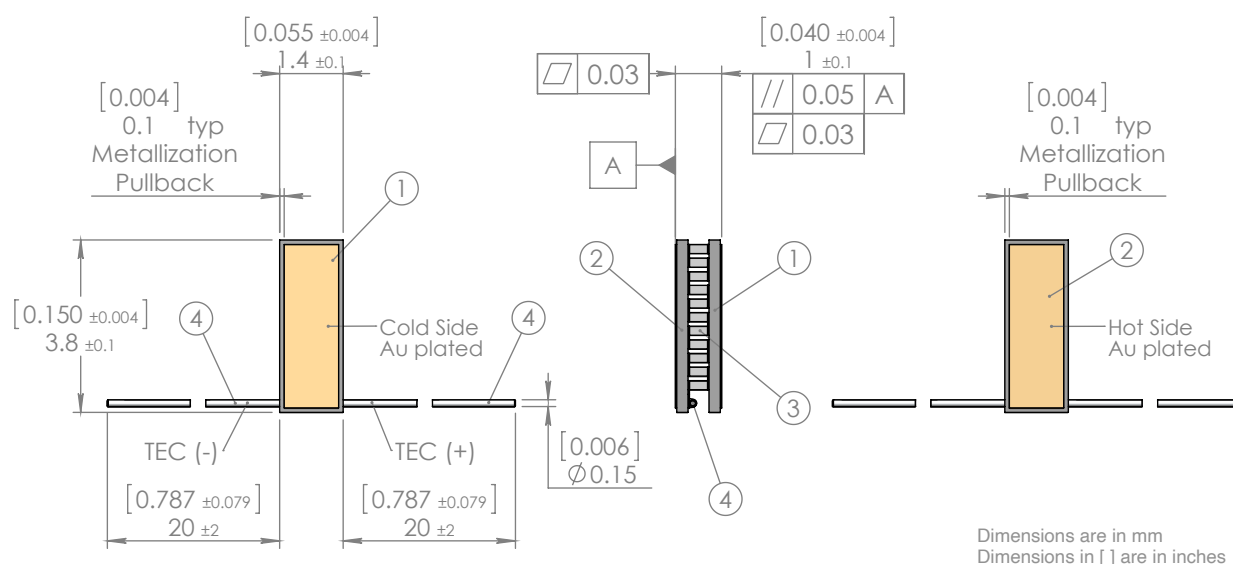 [0.055 ±0.004]
1.4 ±0.1
[0.004]
0.1 typ
Metallization
Pullback
1
[0.150 ±0.004]
3.8 ±0.1
4
Cold Side
Au plated
4
TEC (-)
TEC (+)
[0.787 ±0.079]
20 ±2
[0.787 ±0.079]
20 ±2
[0.006]
Ø0.15
⏥ 0.03
[0.040 ±0.004]
1 ±0.1
// 0.05 A
⏥ 0.03
A
2
1
3
4
[0.004]
0.1 typ
Metallization
Pullback
2
Hot Side
Au plated
Dimensions are in mm
Dimensions in [ ] are in inches